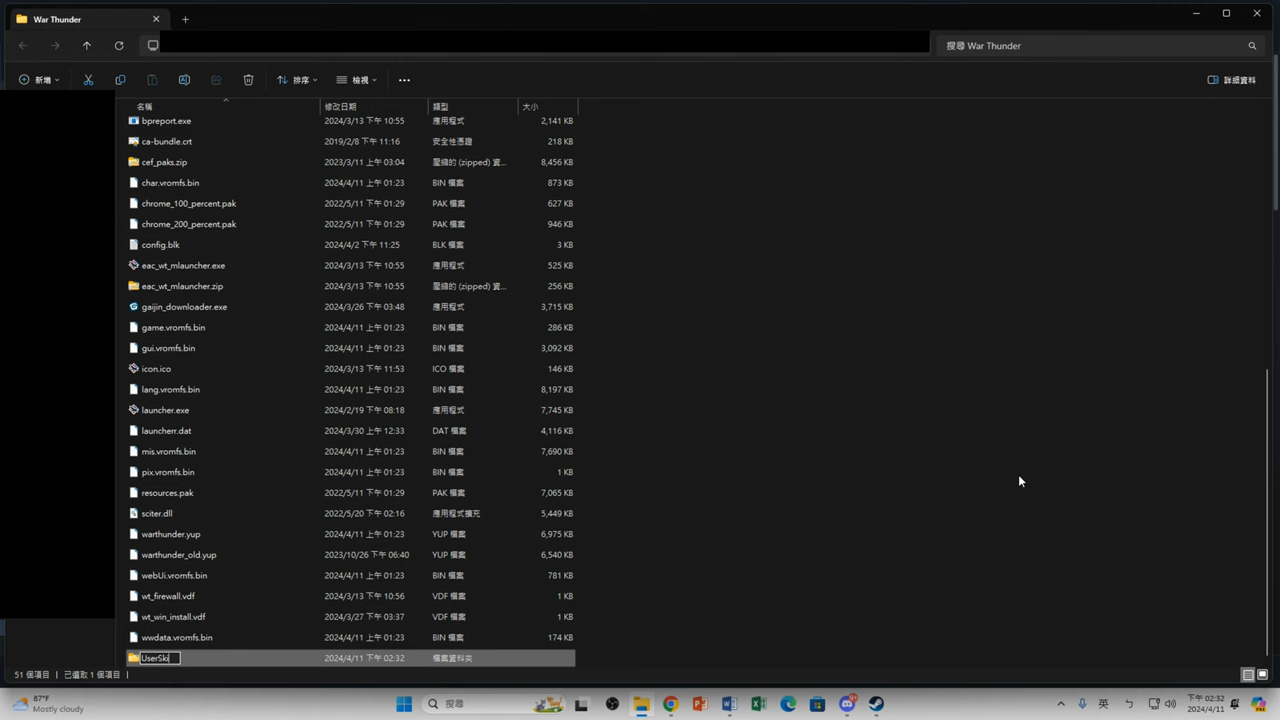 War Thunder
搜尋 War Thunder
新增 排序 檢視 詳細資料
名稱 修改日期 類型 大小
bpreport.exe 2024/3/13 下午 10:55 應用程式 2,141 KB
ca-bundle.crt 2019/2/8 下午 11:16 安全性憑證 218 KB
cef_paks.zip 2023/3/11 上午 03:04 壓縮的 (zipped) 資... 8,456 KB
char.vromfs.bin 2024/4/11 上午 01:23 BIN 檔案 873 KB
chrome_100_percent.pak 2022/5/11 下午 01:29 PAK 檔案 627 KB
chrome_200_percent.pak 2022/5/11 下午 01:29 PAK 檔案 946 KB
config.blk 2024/4/2 下午 11:25 BLK 檔案 3 KB
eac_wt_mlauncher.exe 2024/3/13 下午 10:55 應用程式 525 KB
eac_wt_mlauncher.zip 2024/3/13 下午 10:55 壓縮的 (zipped) 資... 256 KB
gaijin_downloader.exe 2024/3/26 下午 03:48 應用程式 3,715 KB
game.vromfs.bin 2024/4/11 上午 01:23 BIN 檔案 286 KB
gui.vromfs.bin 2024/4/11 上午 01:23 BIN 檔案 3,092 KB
icon.ico 2024/3/13 下午 11:53 ICO 檔案 146 KB
lang.vromfs.bin 2024/4/11 上午 01:23 BIN 檔案 8,197 KB
launcher.exe 2024/2/19 下午 08:18 應用程式 7,745 KB
launcherr.dat 2024/3/30 上午 12:33 DAT 檔案 4,116 KB
mis.vromfs.bin 2024/4/11 上午 01:23 BIN 檔案 7,690 KB
pix.vromfs.bin 2024/4/11 上午 01:23 BIN 檔案 1 KB
resources.pak 2022/5/11 下午 01:29 PAK 檔案 7,065 KB
sciter.dll 2022/5/20 下午 02:16 應用程式擴充 5,449 KB
warthunder.yup 2024/4/11 上午 01:23 YUP 檔案 6,975 KB
warthunder_old.yup 2023/10/26 下午 06:40 YUP 檔案 6,540 KB
webUi.vromfs.bin 2024/4/11 上午 01:23 BIN 檔案 781 KB
wt_firewall.vdf 2024/3/13 下午 10:56 VDF 檔案 1 KB
wt_win_install.vdf 2024/3/27 下午 03:37 VDF 檔案 1 KB
wwdata.vromfs.bin 2024/4/11 上午 01:23 BIN 檔案 174 KB
UserSki 2024/4/11 下午 02:32 檔案資料夾
51 個項目 已選取 1 個項目
87°F
Mostly cloudy
搜尋
英
下午 02:32
2024/4/11